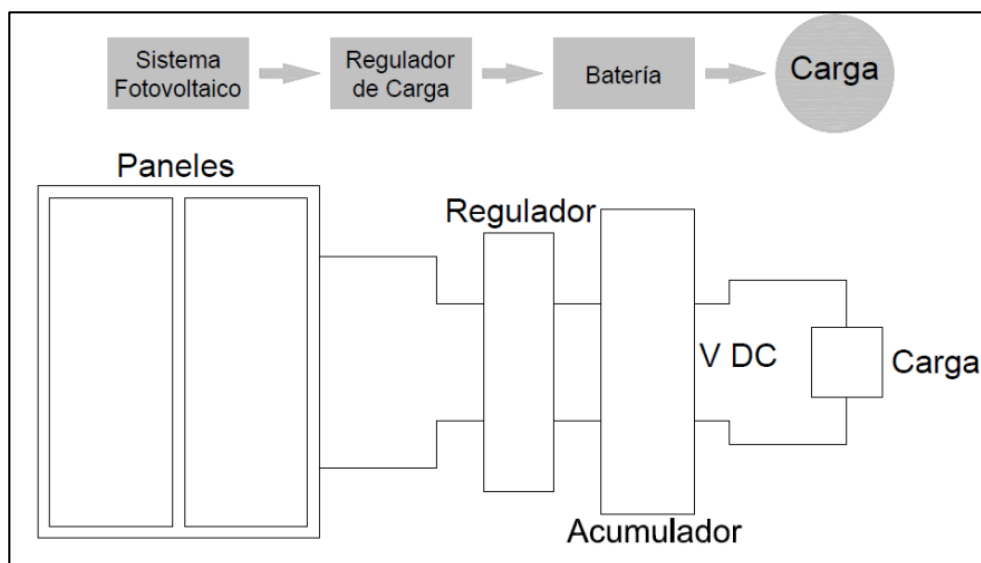 Sistema
Fotovoltaico
Regulador
de Carga
Batería
Carga
Paneles
Regulador
V DC
Carga
Acumulador